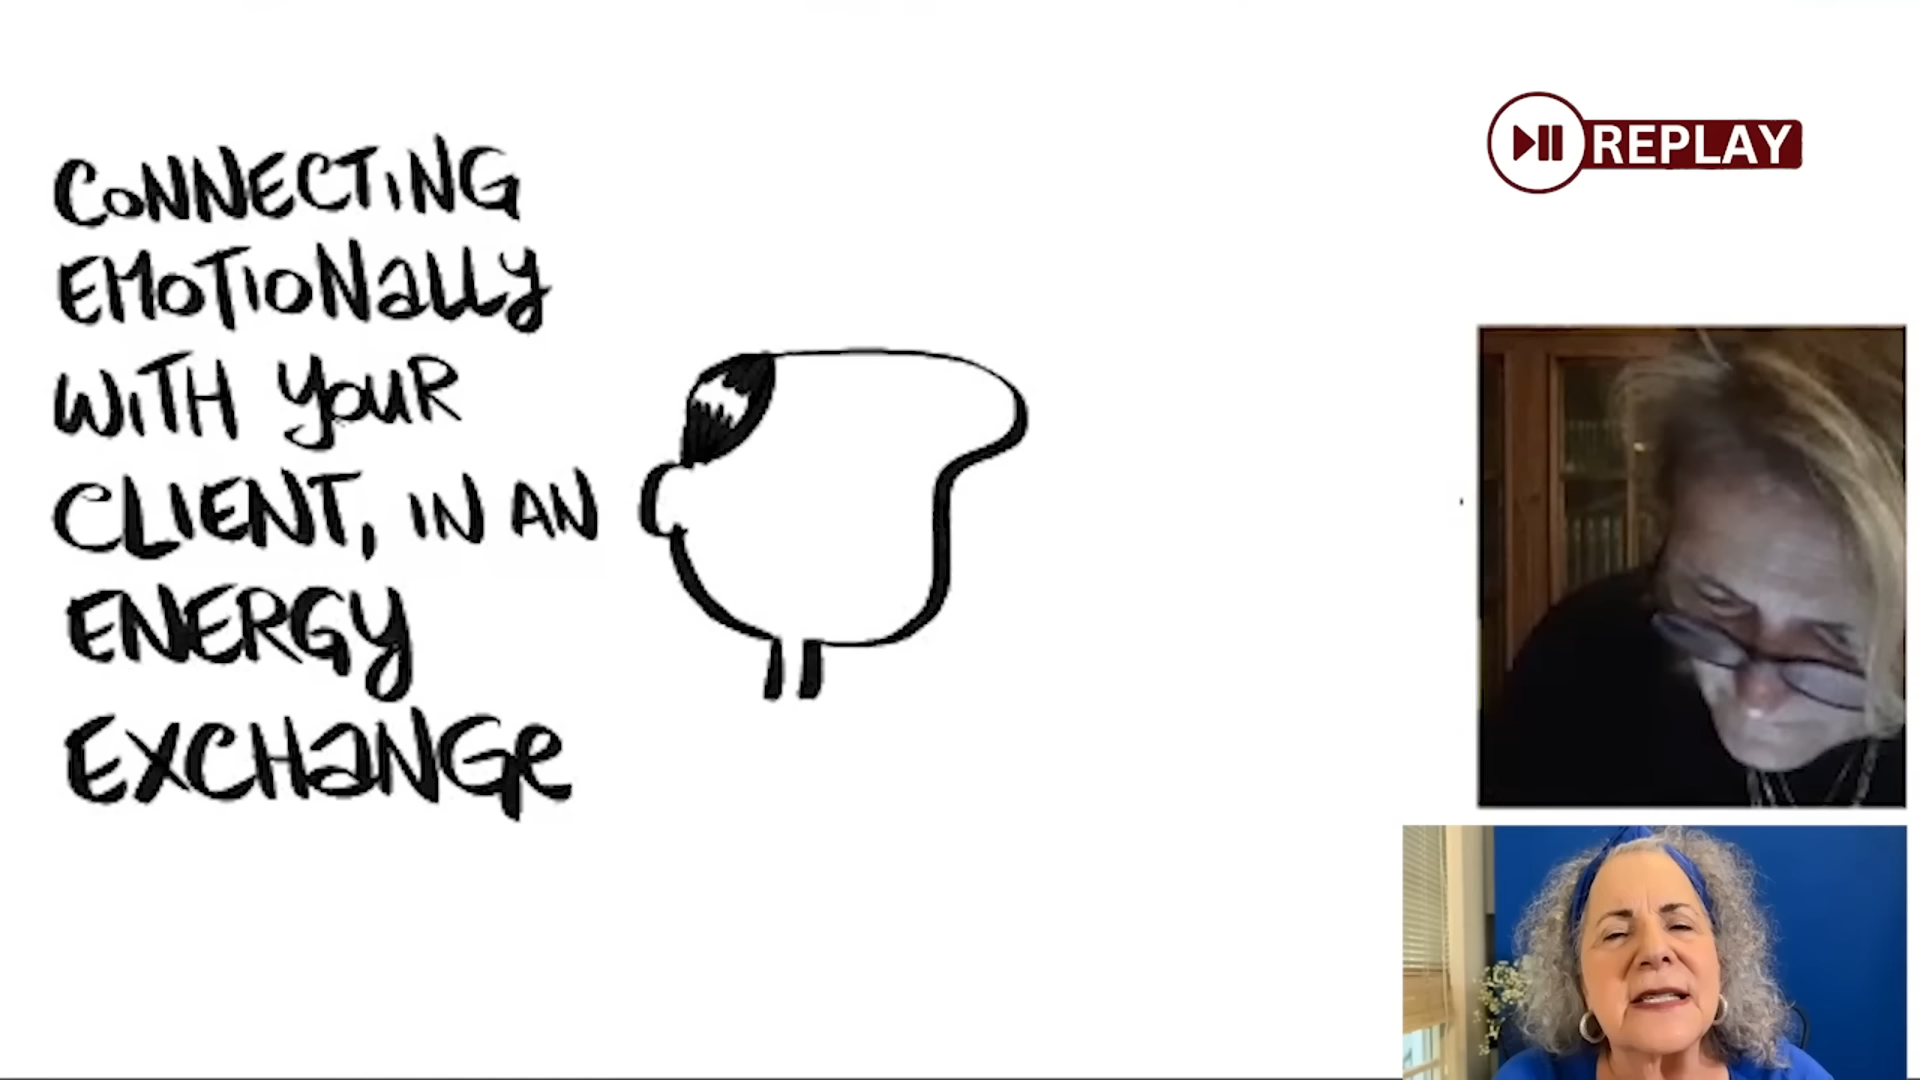 CONNECTING
EMOTIONALLY
WITH YOUR
CLIENT, IN AN
ENERGY
EXCHANGE
REPLAY